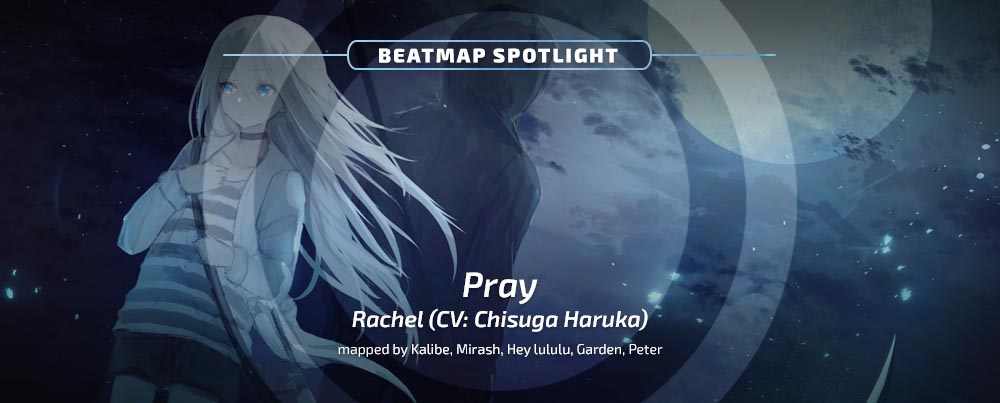 BEATMAP SPOTLIGHT
Pray
Rachel (CV: Chisuga Haruka)
mapped by Kalibe, Mirash, Hey lululu, Garden, Peter